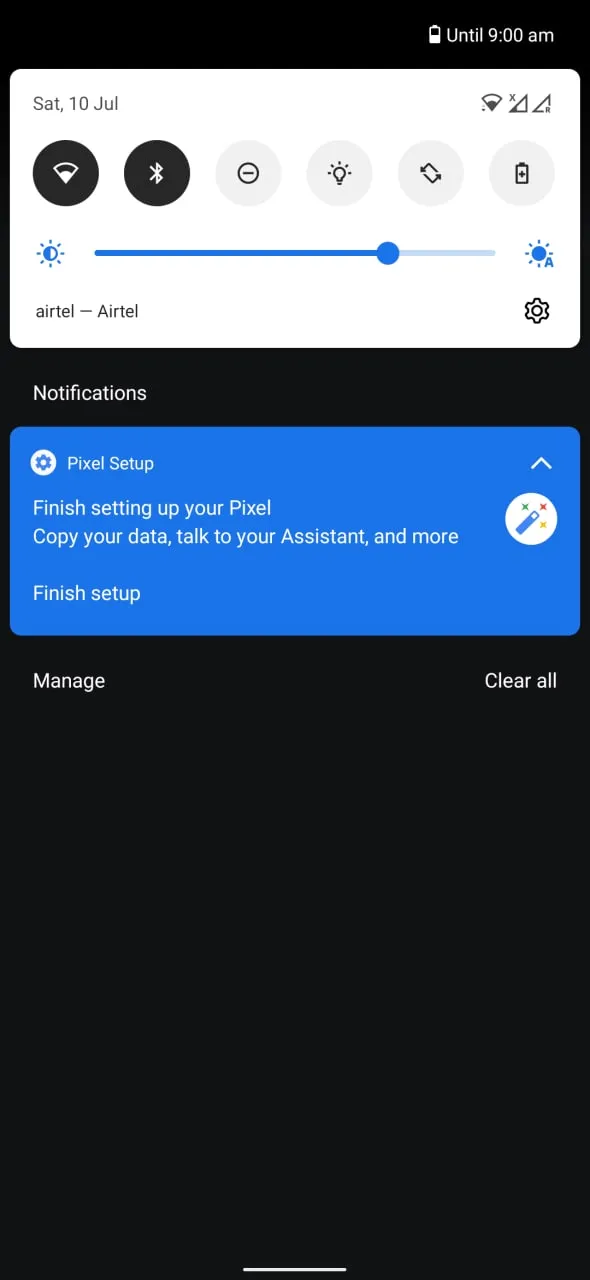 Until 9:00 am
Sat, 10 Jul
X
R
A
airtel — Airtel
Notifications
Pixel Setup
Finish setting up your Pixel
Copy your data, talk to your Assistant, and more
Finish setup
Manage
Clear all